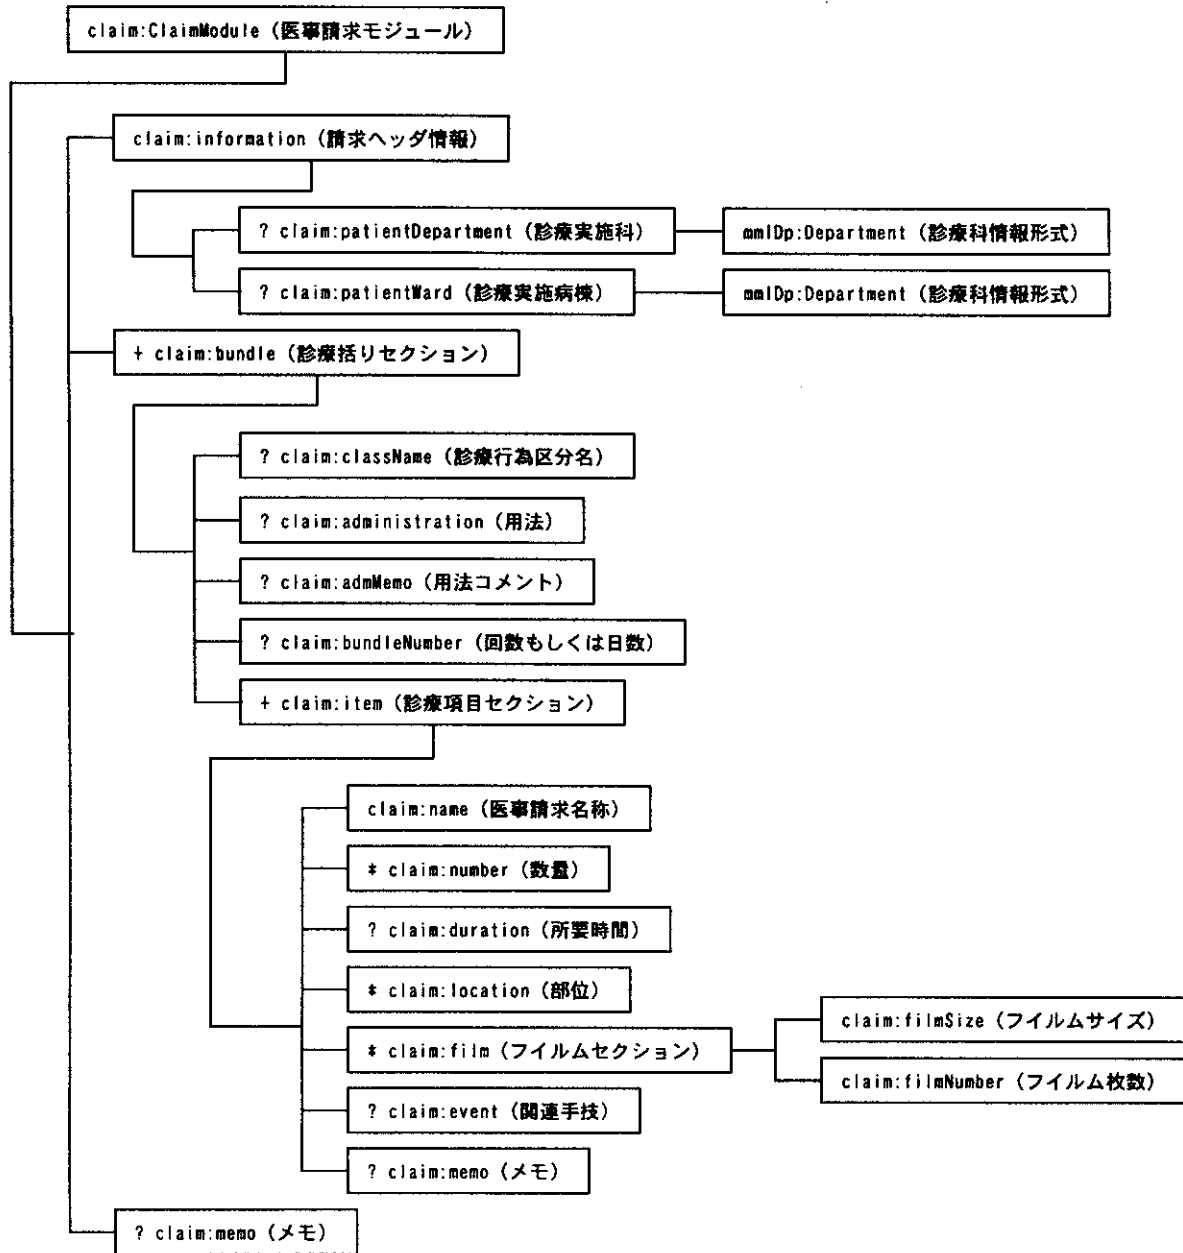 claim:ClaimModule (医事請求モジュール)
claim:information (請求ヘッダ情報)
? claim:patientDepartment (診療実施科)
mmlDp:Department (診療科情報形式)
? claim:patientWard (診療実施病棟)
mmlDp:Department (診療科情報形式)
+ claim:bundle (診療括りセクション)
? claim:className (診療行為区分名)
? claim:administration (用法)
? claim:admMemo (用法コメント)
? claim:bundleNumber (回数もしくは日数)
+ claim:item (診療項目セクション)
claim:name (医事請求名称)
* claim:number (数量)
? claim:duration (所要時間)
* claim:location (部位)
* claim:film (フイルムセクション)
claim:filmSize (フイルムサイズ)
claim:filmNumber (フイルム枚数)
? claim:event (関連手技)
? claim:memo (メモ)
? claim:memo (メモ)